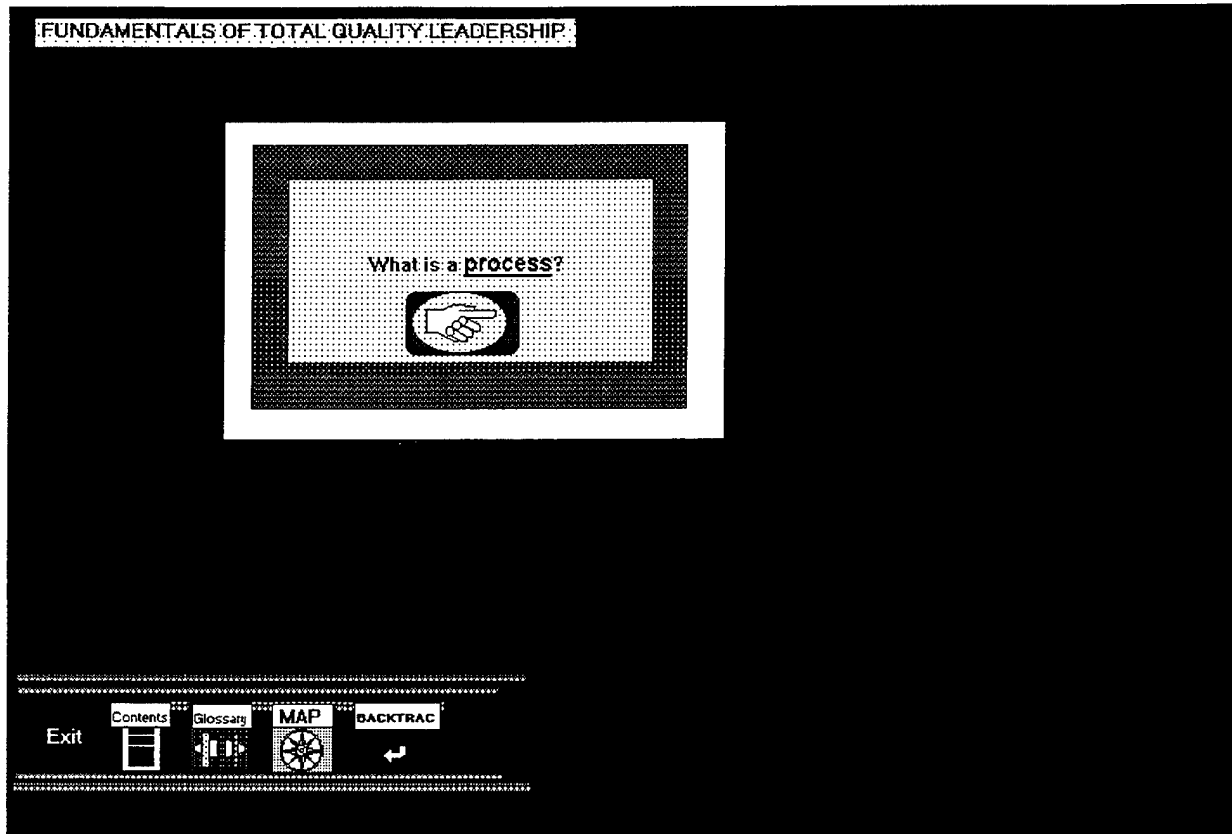 FUNDAMENTALS OF TOTAL QUALITY LEADERSHIP
What is a process?
Exit
Contents
Glossary
MAP
BACKTRAC